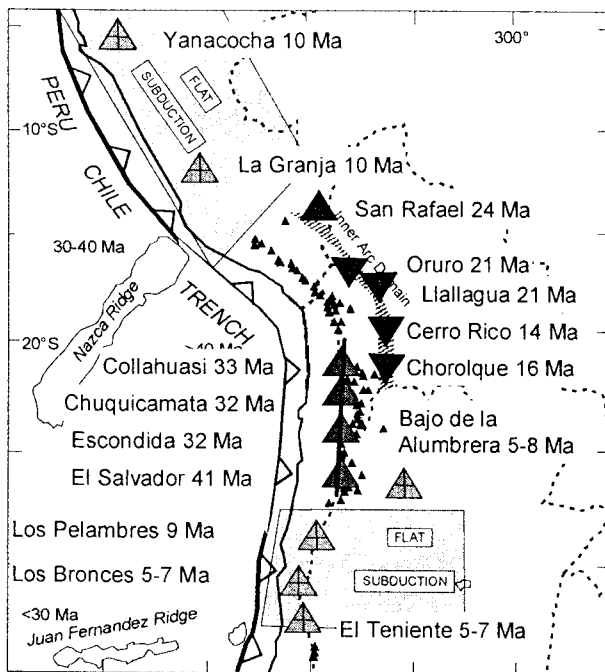 Yanacocha 10 Ma
300°
FLAT
SUBDUCTION
PERU
CHILE
TRENCH
10°S
La Granja 10 Ma
San Rafael 24 Ma
Inner Arc Domain
30-40 Ma
Nazca Ridge
Oruro 21 Ma
Llallagua 21 Ma
~40 Ma
20°S
Cerro Rico 14 Ma
Collahuasi 33 Ma
Chorolque 16 Ma
Chuquicamata 32 Ma
Escondida 32 Ma
Bajo de la
Alumbrera 5-8 Ma
El Salvador 41 Ma
Los Pelambres 9 Ma
FLAT
Los Bronces 5-7 Ma
SUBDUCTION
<30 Ma
Juan Fernandez Ridge
El Teniente 5-7 Ma